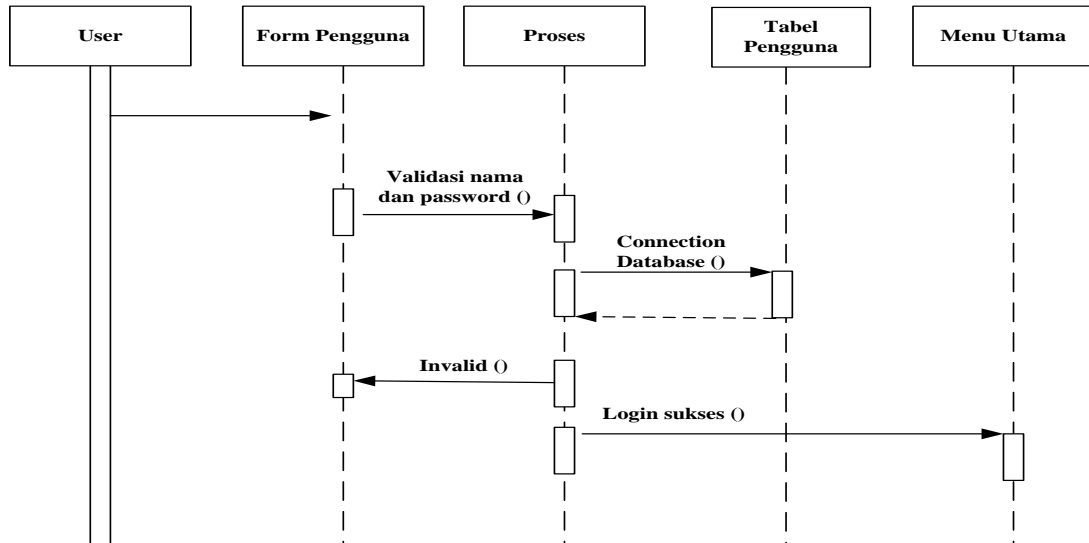 User
Form Pengguna
Proses
Tabel
Pengguna
Menu Utama
Validasi nama
dan password ()
Connection
Database ()
Invalid ()
Login sukses ()